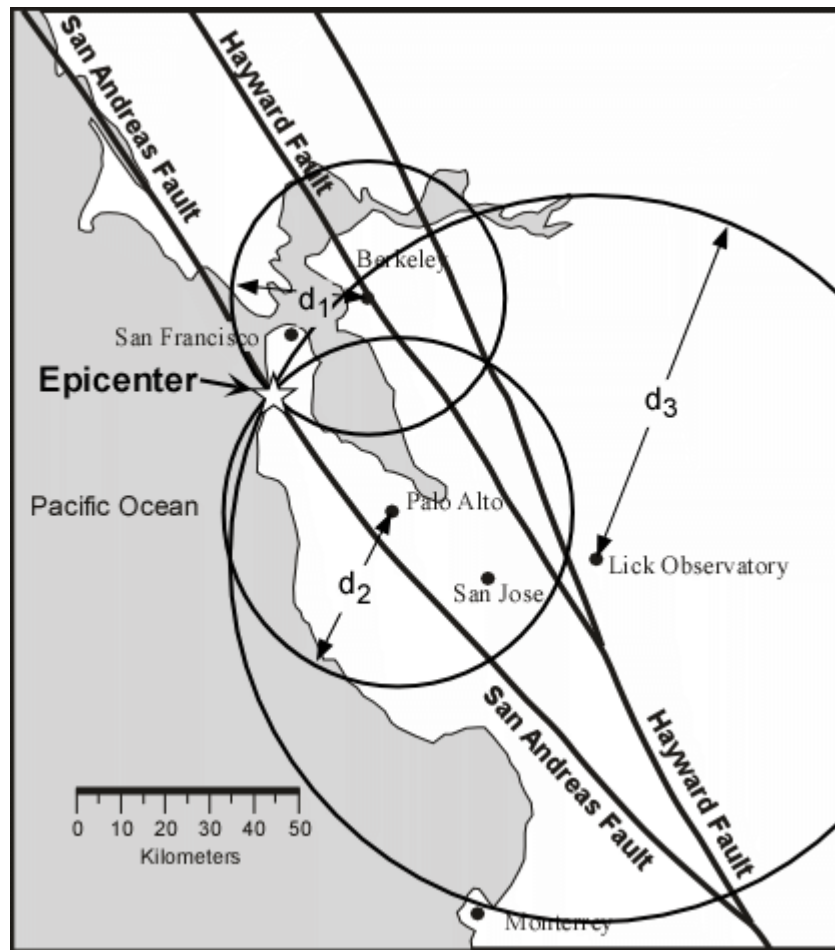 San Andreas Fault
Hayward Fault
Berkeley
d1
San Francisco
Epicenter
d3
Pacific Ocean
Palo Alto
Lick Observatory
d2
San Jose
San Andreas Fault
Hayward Fault
0 10 20 30 40 50
Kilometers
Monterrey